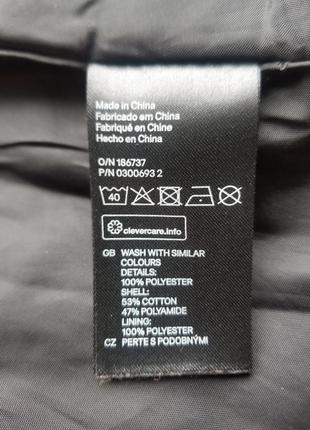 Made in China
Fabricado em China
Fabriqué en Chine
Hecho en China
O/N 186737
P/N 0300693 2
40
clevercare.info
GB WASH WITH SIMILAR
COLOURS
DETAILS:
100% POLYESTER
SHELL:
53% COTTON
47% POLYAMIDE
LINING:
100% POLYESTER
CZ PERTE S PODOBNÝMI